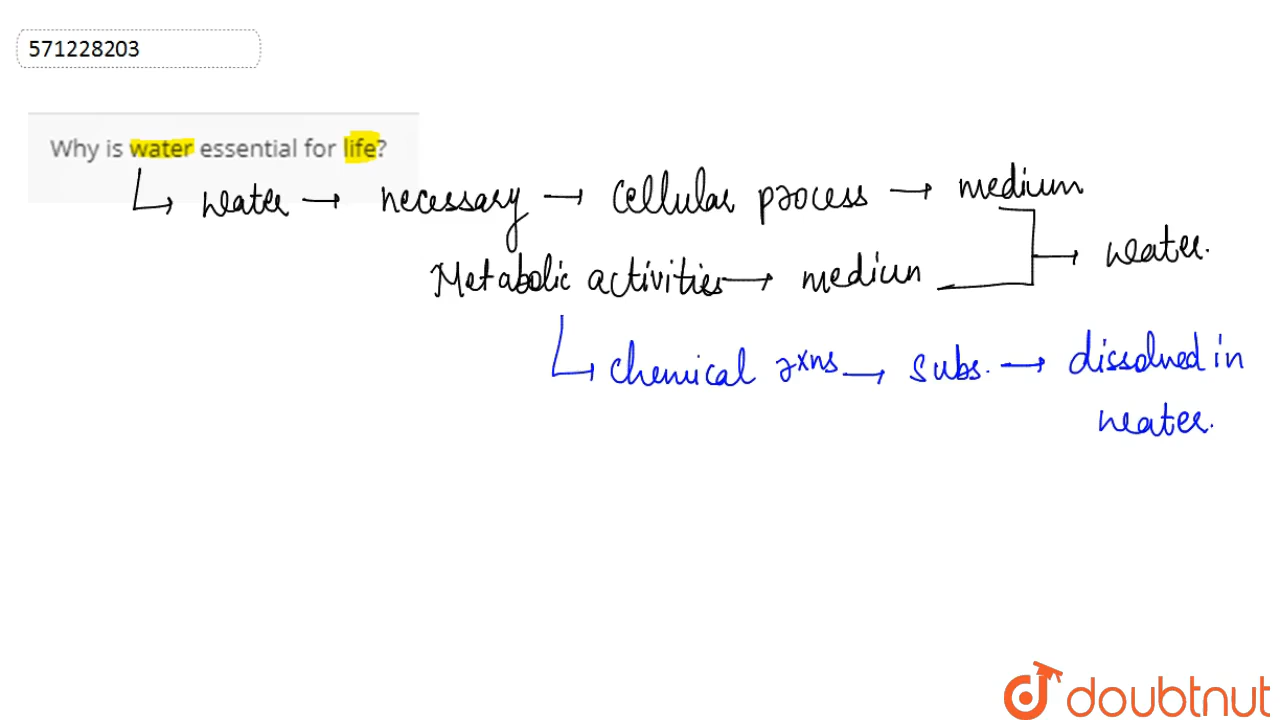 571228203
Why is water essential for life?
↳ water → necessary → cellular process → medium
Metabolic activities → medium → water.
↳ chemical rxns → subs. → dissolved in
water.
doubtnut